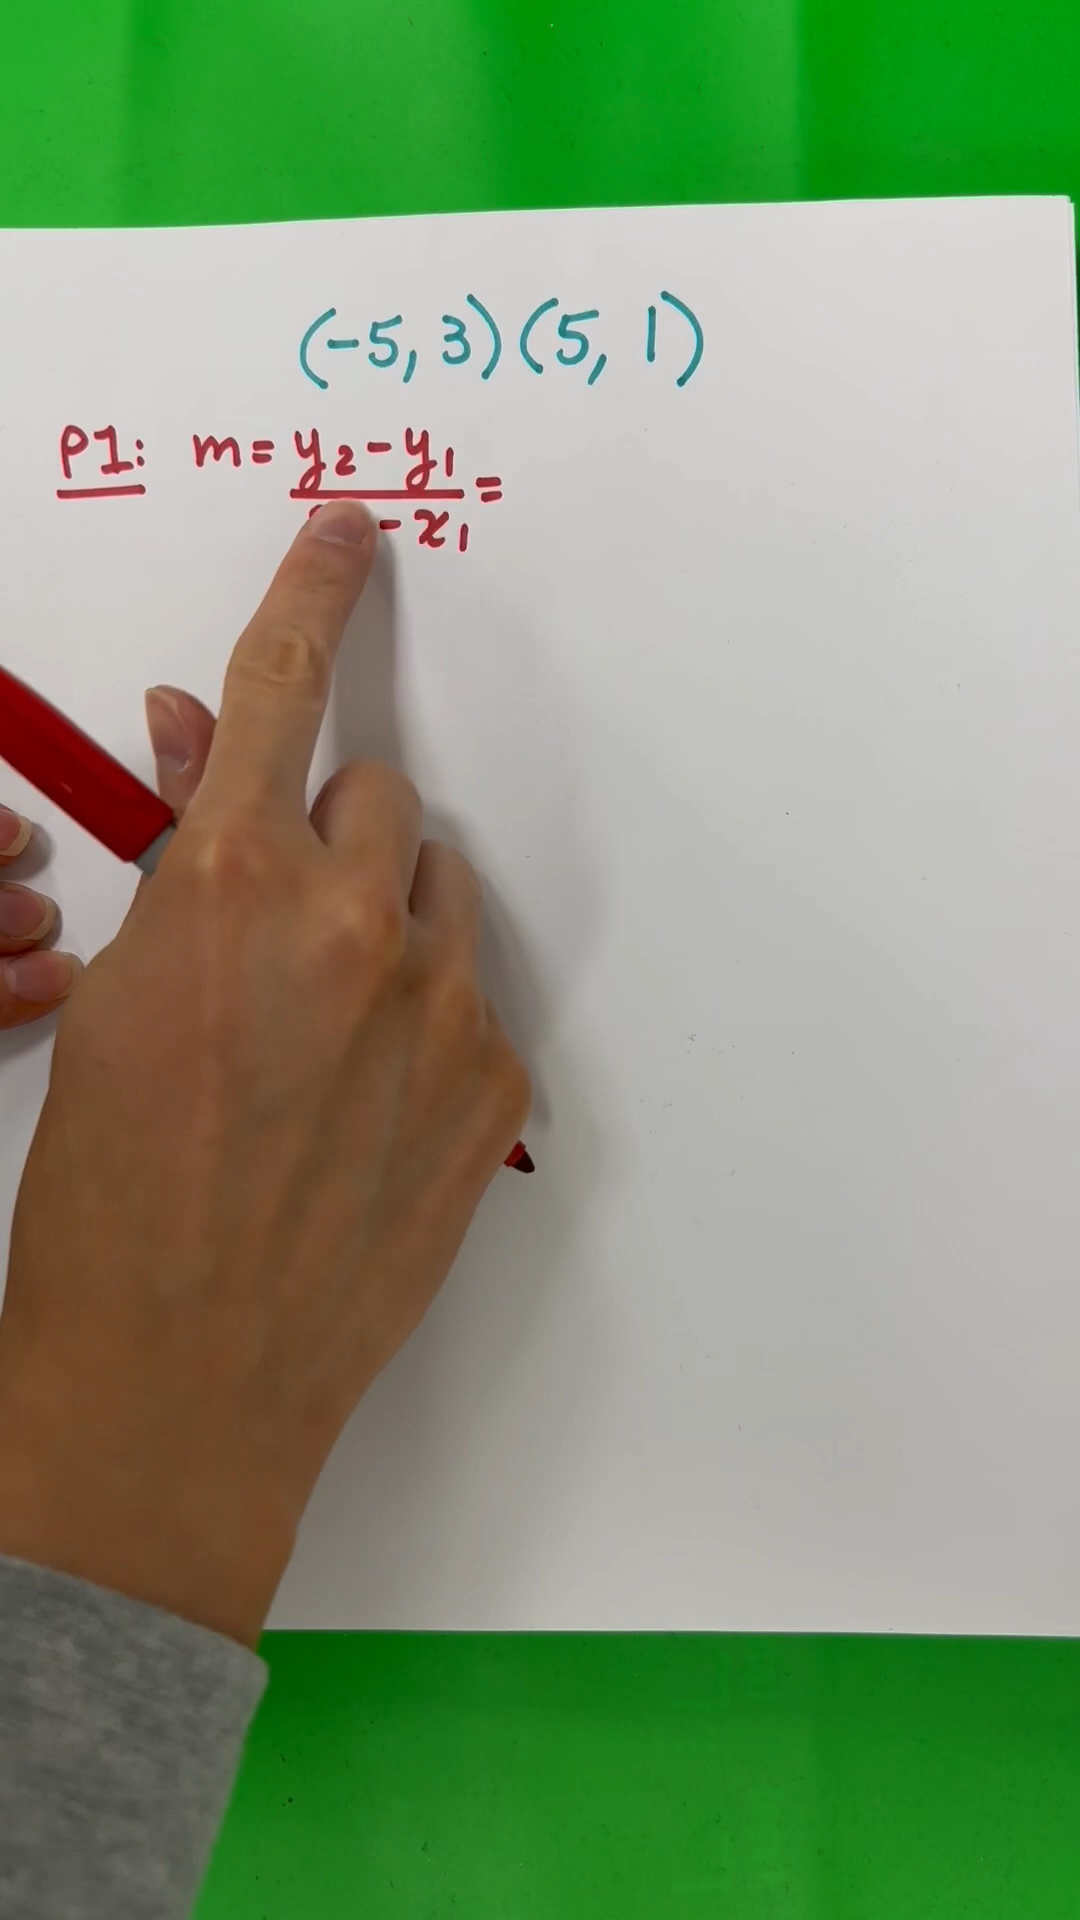 (-5, 3) (5, 1)
P1: m = y₂ - y₁ =
- x₁